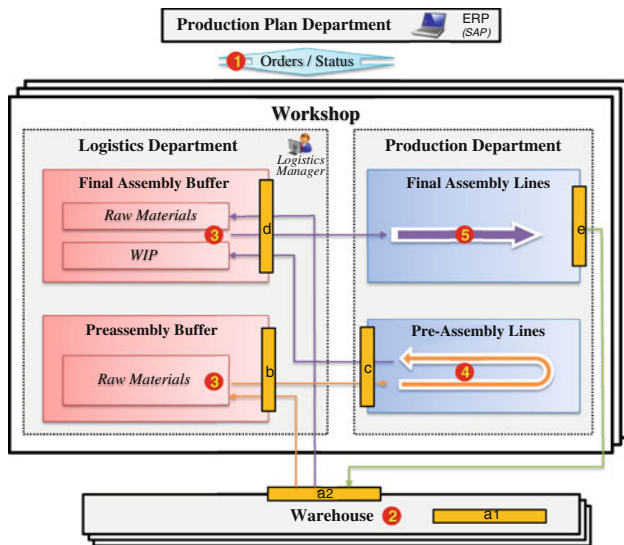 Production Plan Department
ERP
(SAP)
1 Orders / Status
Workshop
Logistics Department
Logistics
Manager
Production Department
Final Assembly Buffer
Raw Materials
3
WIP
d
Final Assembly Lines
5
e
Preassembly Buffer
Raw Materials
3
b
Pre-Assembly Lines
c
4
a2
Warehouse 2
a1